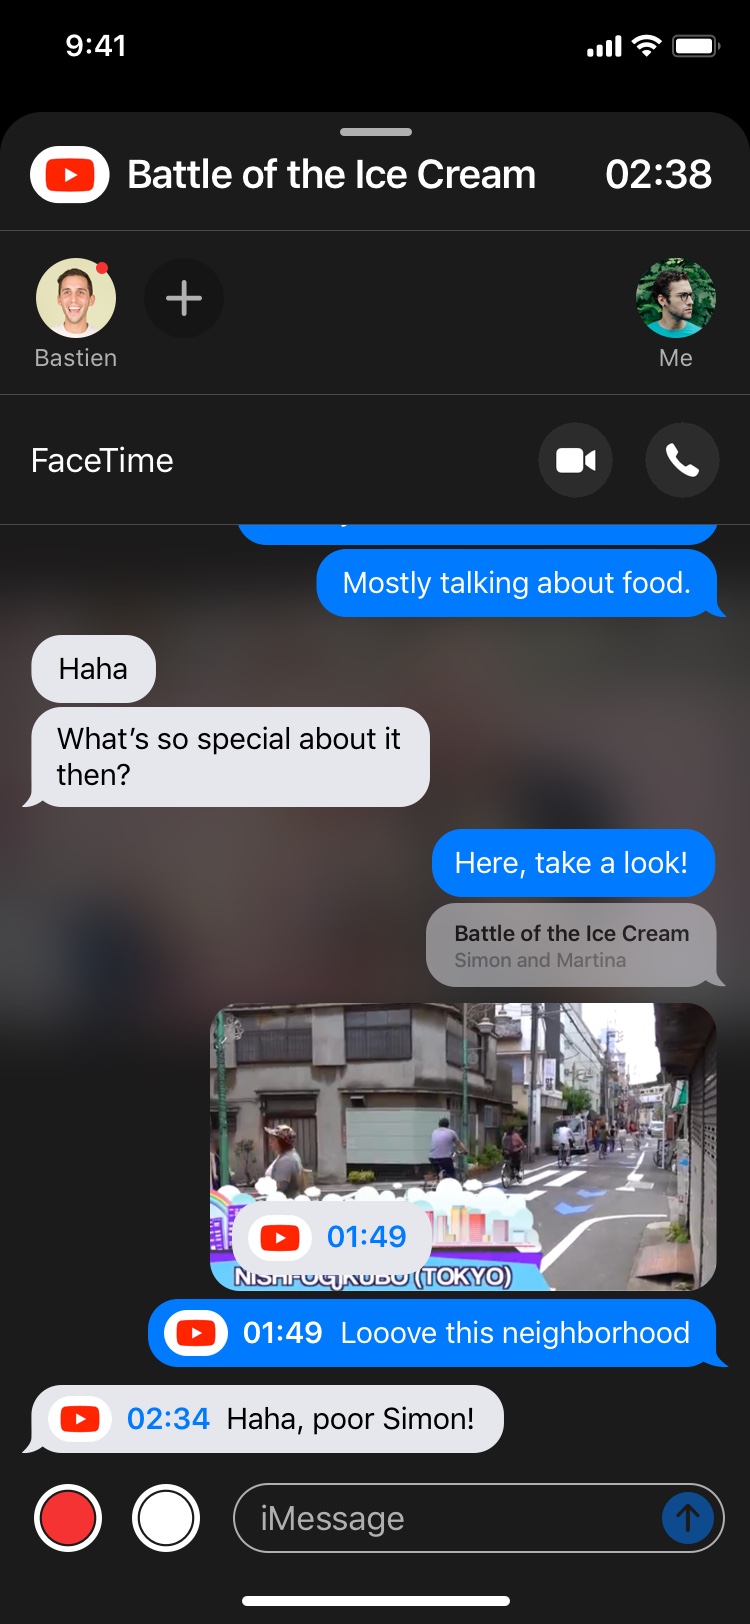 9:41
Battle of the Ice Cream 02:38
Bastien
Me
FaceTime
Mostly talking about food.
Haha
What's so special about it
then?
Here, take a look!
Battle of the Ice Cream
Simon and Martina
01:49
(TOKYO)
01:49 Looove this neighborhood
02:34 Haha, poor Simon!
iMessage